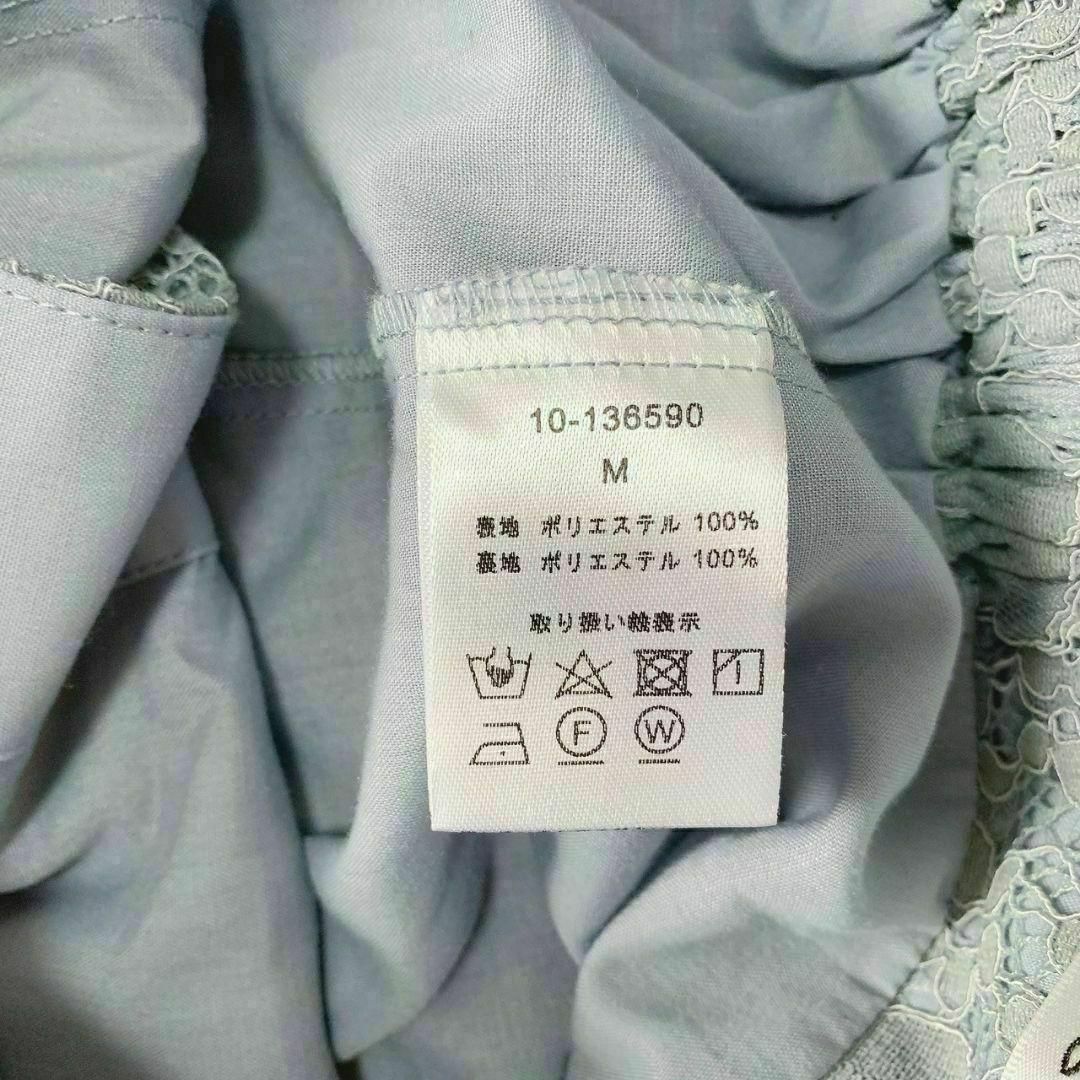 10-136590
M
表地 ポリエステル 100%
裏地 ポリエステル 100%
取り扱い絵表示
F W